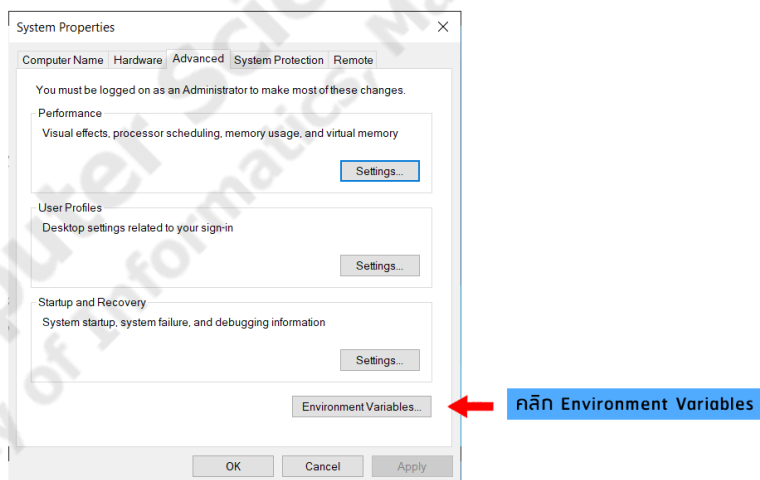 System Properties
Computer Name Hardware Advanced System Protection Remote
You must be logged on as an Administrator to make most of these changes.
Performance
Visual effects, processor scheduling, memory usage, and virtual memory
Settings...
User Profiles
Desktop settings related to your sign-in
Settings...
Startup and Recovery
System startup, system failure, and debugging information
Settings...
Environment Variables...
คลิก Environment Variables
OK Cancel Apply